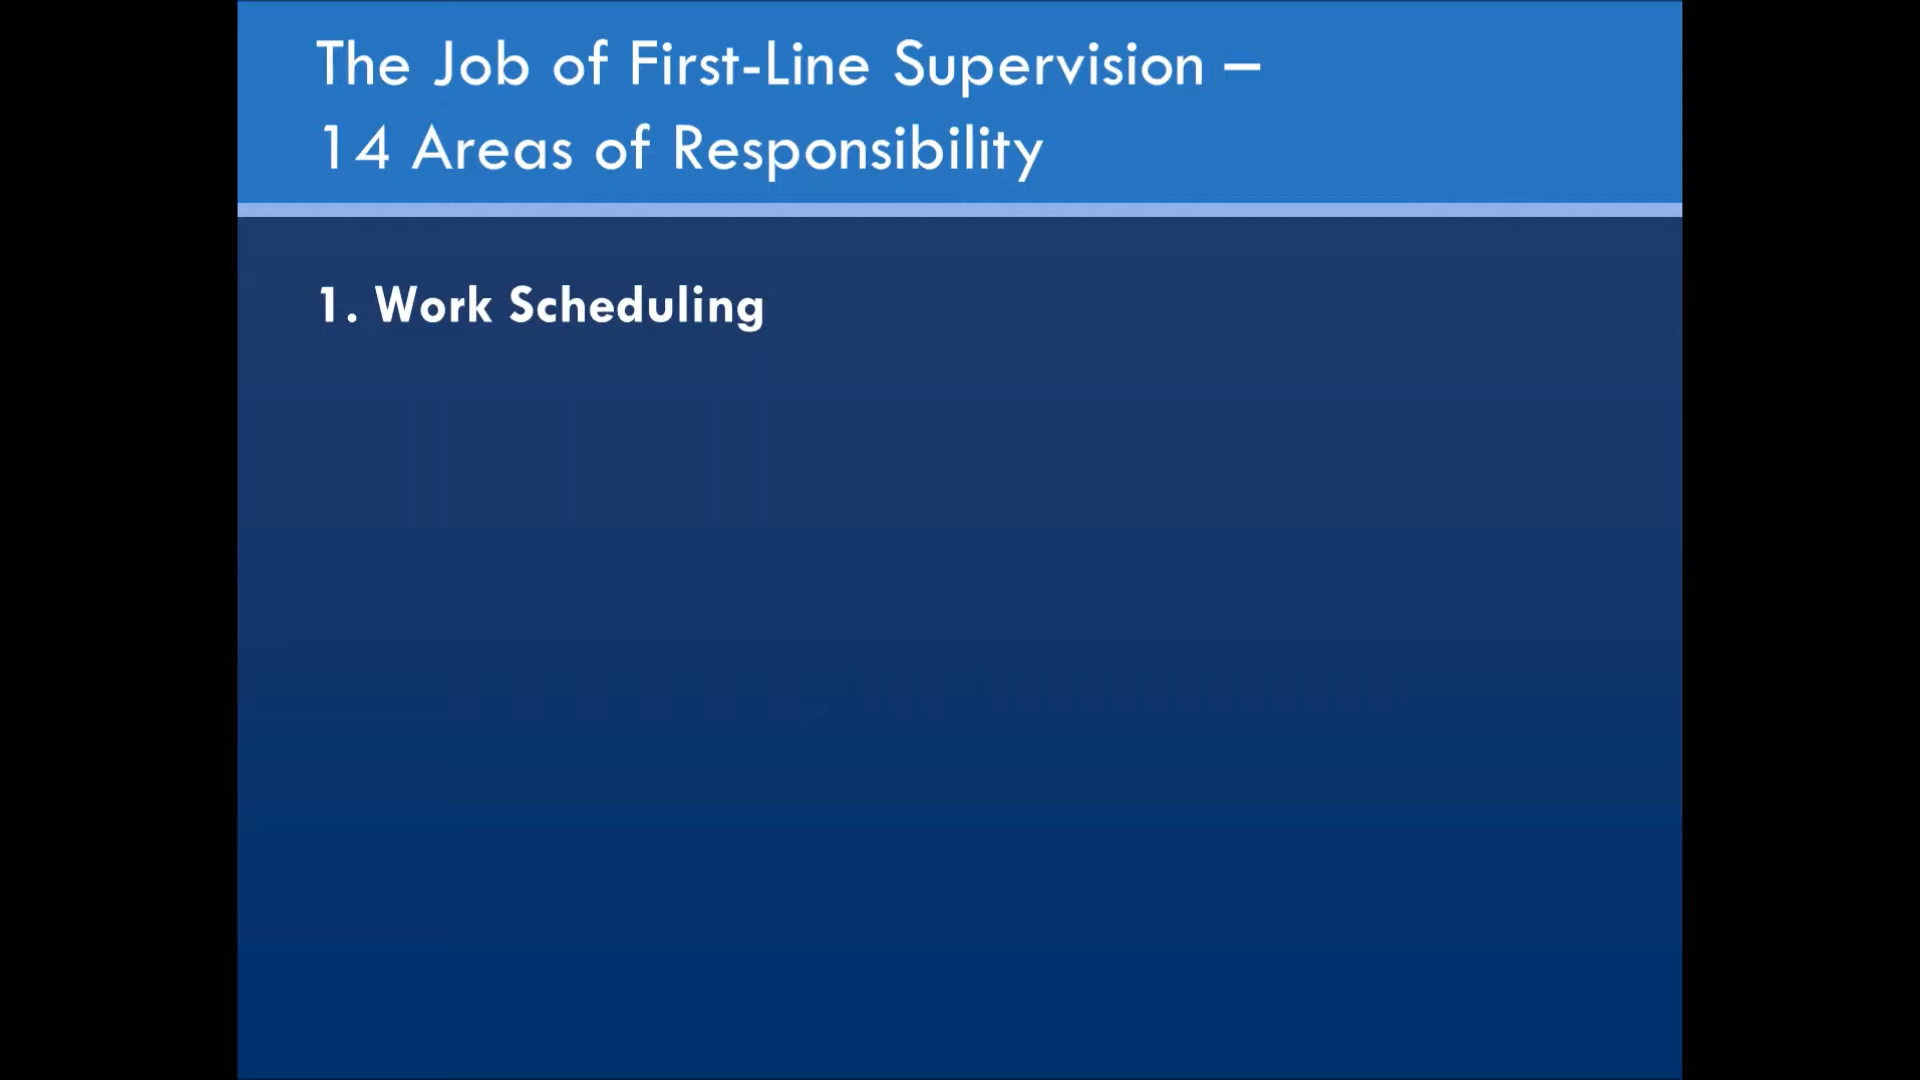 The Job of First-Line Supervision –
14 Areas of Responsibility
1. Work Scheduling